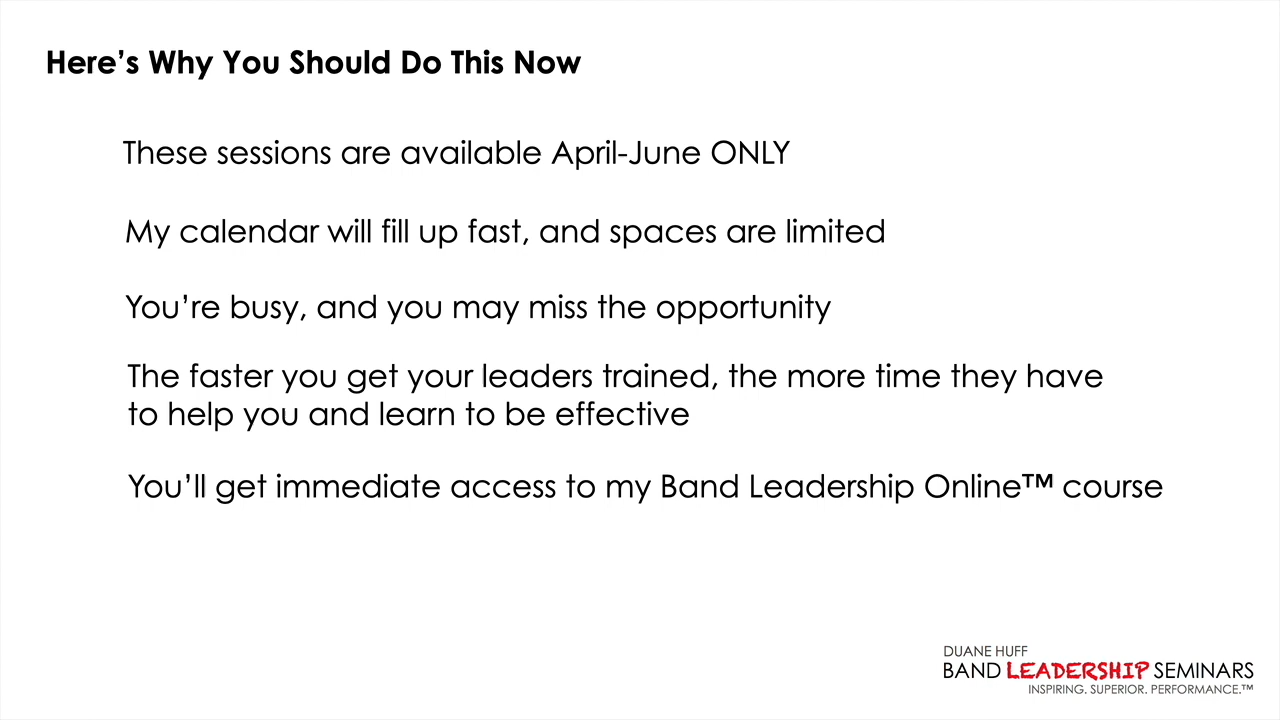 Here’s Why You Should Do This Now
These sessions are available April-June ONLY
My calendar will fill up fast, and spaces are limited
You’re busy, and you may miss the opportunity
The faster you get your leaders trained, the more time they have
to help you and learn to be effective
You’ll get immediate access to my Band Leadership Online™ course
DUANE HUFF
BAND LEADERSHIP SEMINARS
INSPIRING. SUPERIOR. PERFORMANCE.™